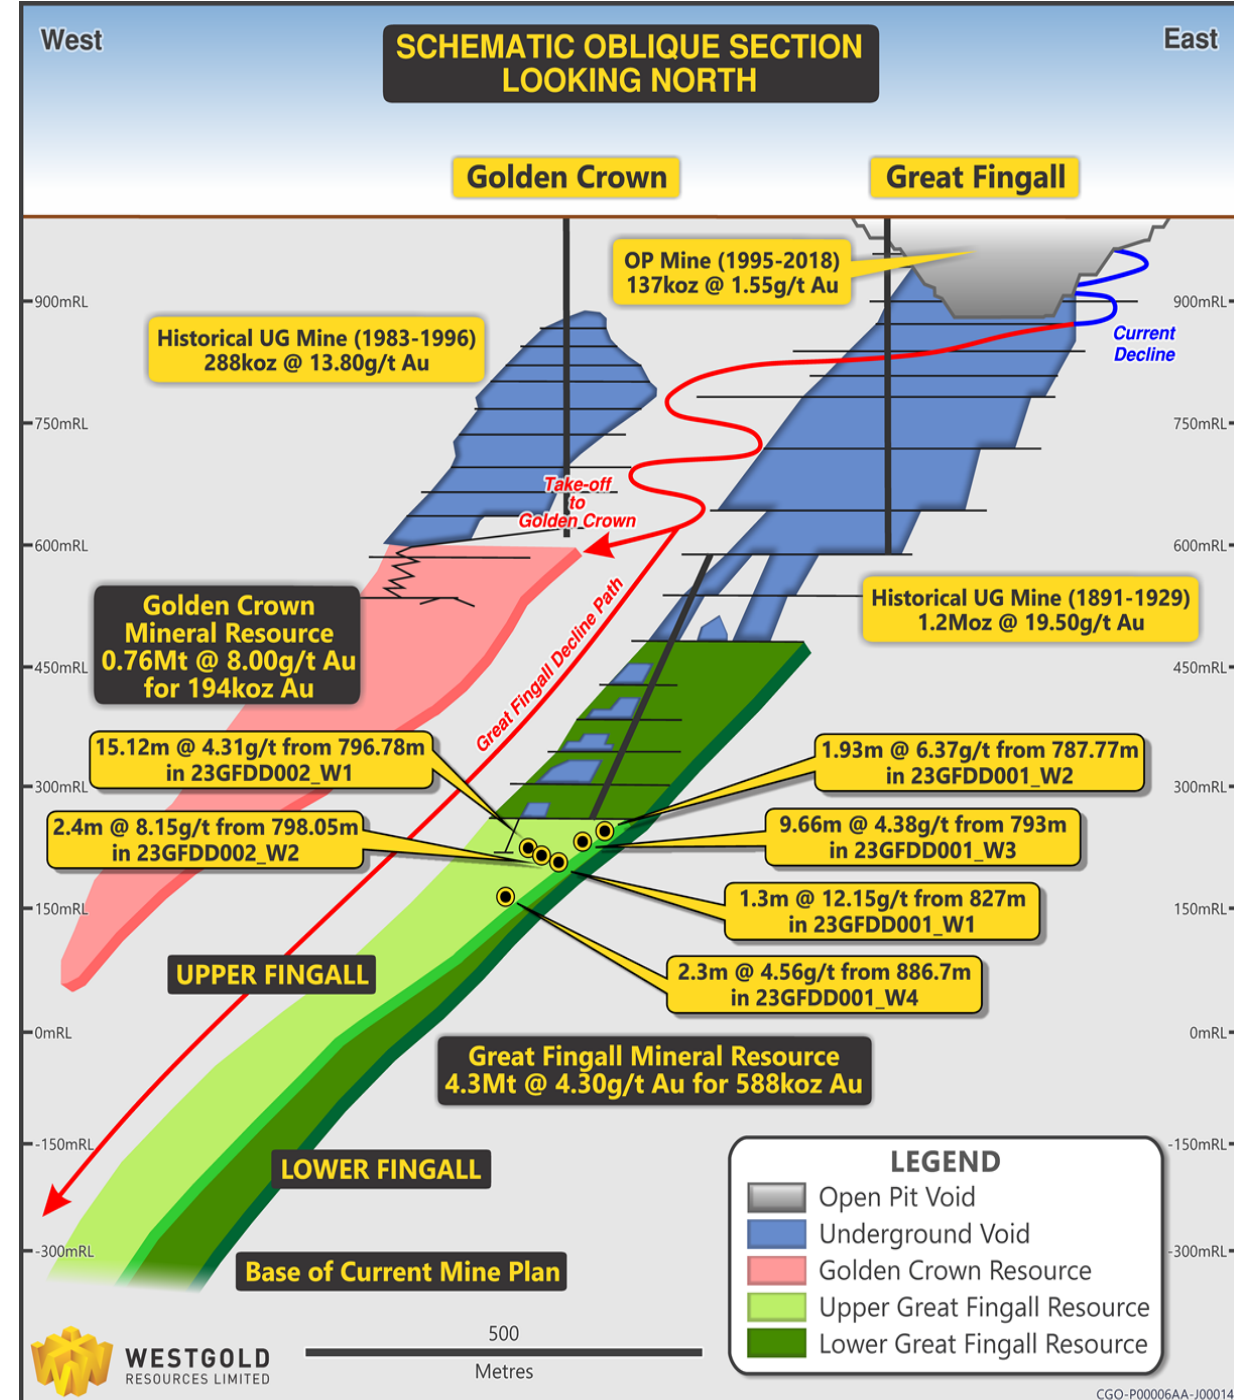 West
East
SCHEMATIC OBLIQUE SECTION
LOOKING NORTH
Golden Crown
Great Fingall
OP Mine (1995-2018)
137koz @ 1.55g/t Au
900mRL
900mRL
Historical UG Mine (1983-1996)
288koz @ 13.80g/t Au
Current
Decline
750mRL
750mRL
Take-off
to
Golden Crown
600mRL
600mRL
Golden Crown
Mineral Resource
0.76Mt @ 8.00g/t Au
for 194koz Au
Historical UG Mine (1891-1929)
1.2Moz @ 19.50g/t Au
Great Fingall Decline Path
450mRL
450mRL
15.12m @ 4.31g/t from 796.78m
in 23GFDD002_W1
1.93m @ 6.37g/t from 787.77m
in 23GFDD001_W2
300mRL
300mRL
2.4m @ 8.15g/t from 798.05m
in 23GFDD002_W2
9.66m @ 4.38g/t from 793m
in 23GFDD001_W3
1.3m @ 12.15g/t from 827m
in 23GFDD001_W1
150mRL
150mRL
2.3m @ 4.56g/t from 886.7m
in 23GFDD001_W4
UPPER FINGALL
0mRL
0mRL
Great Fingall Mineral Resource
4.3Mt @ 4.30g/t Au for 588koz Au
-150mRL
-150mRL
LOWER FINGALL
LEGEND
Open Pit Void
Underground Void
Golden Crown Resource
Upper Great Fingall Resource
Lower Great Fingall Resource
-300mRL
-300mRL
Base of Current Mine Plan
500
Metres
WESTGOLD
RESOURCES LIMITED
CGO-P00006AA-J00014